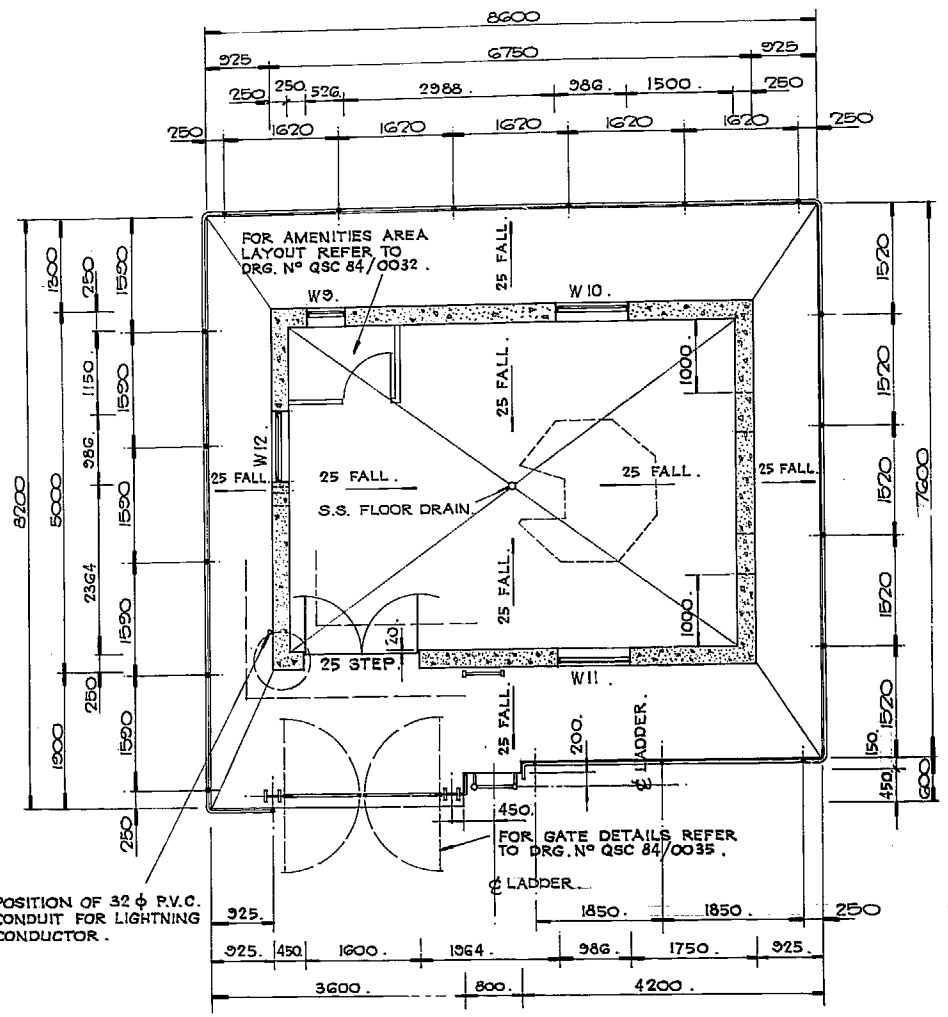 8600
925
6750
925
250
250.
526.
2988.
986.
1500.
250
250
1620
1620
1620
1620
1620
250
FOR AMENITIES AREA
LAYOUT REFER TO
DRG. Nº QSC 84/0032.
25 FALL.
W9.
W10.
1300
250
1590
1520
1000.
25 FALL.
1150
1590
1520
986.
W12.
8200
5000
25 FALL.
25 FALL.
25 FALL.
25 FALL.
7600
S.S. FLOOR DRAIN.
1590
1520
2364
25 FALL.
1000.
1590
1520
20.
25 STEP.
W11.
250
1900
1590
25 FALL.
200.
₵ LADDER.
150.
450.
600
250
450.
FOR GATE DETAILS REFER
TO DRG. Nº QSC 84/0035.
₵ LADDER.
POSITION OF 32 ϕ P.V.C.
CONDUIT FOR LIGHTNING
CONDUCTOR.
925.
1850.
1850.
250
925.
450.
1600.
1964.
986.
1750.
925.
3600.
800.
4200.